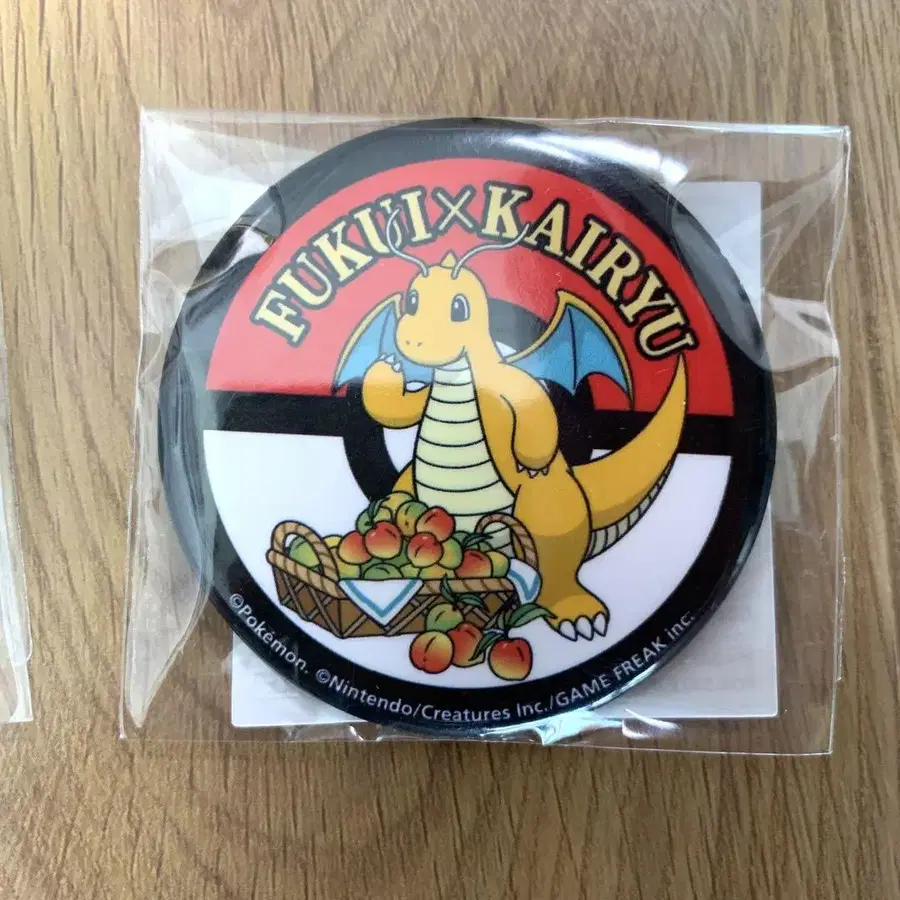 FUKUI×KAIRYU
©Pokémon. ©Nintendo/Creatures Inc./GAME FREAK inc.